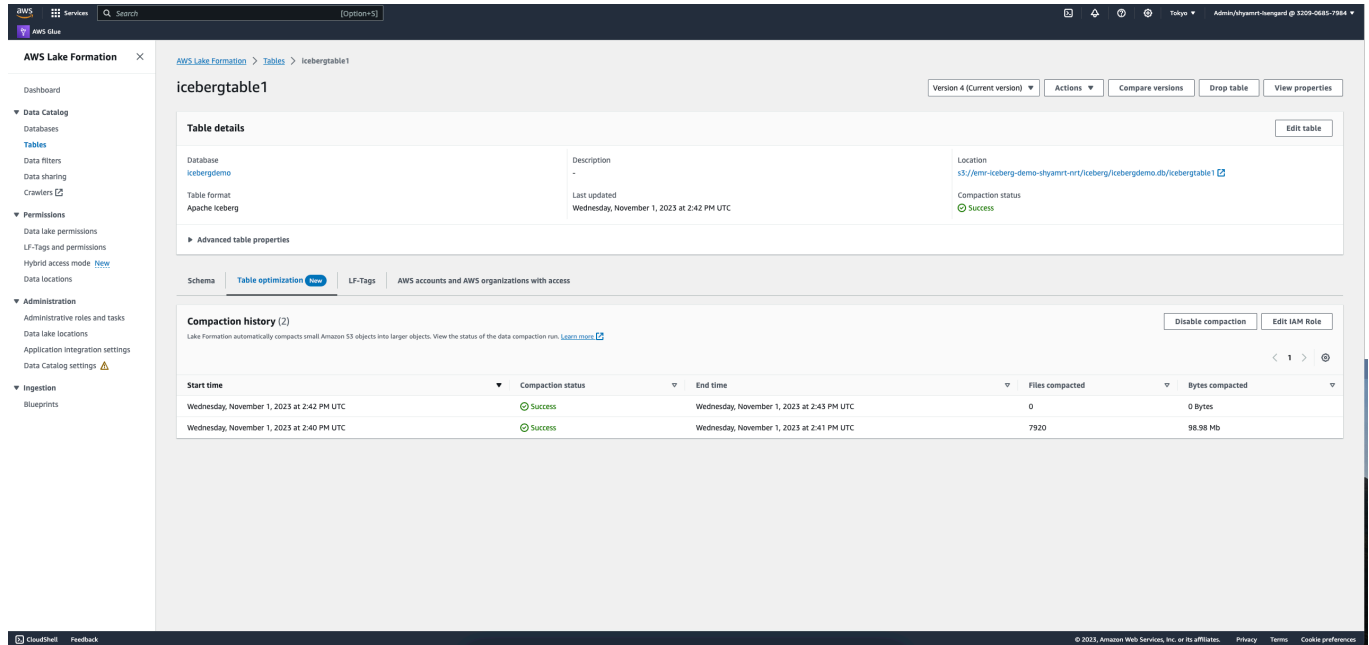 aws Services Search [Option+S] Tokyo Admin/shyamrt-Isengard @ 3209-0685-7984
AWS Glue
AWS Lake Formation
Dashboard
Data Catalog
Databases
Tables
Data filters
Data sharing
Crawlers
Permissions
Data lake permissions
LF-Tags and permissions
Hybrid access mode New
Data locations
Administration
Administrative roles and tasks
Data lake locations
Application integration settings
Data Catalog settings
Ingestion
Blueprints
AWS Lake Formation > Tables > icebergtable1
icebergtable1
Version 4 (Current version) Actions Compare versions Drop table View properties
Table details Edit table
Database Description Location
icebergdemo - s3://emr-iceberg-demo-shyamrt-nrt/iceberg/icebergdemo.db/icebergtable1
Table format Last updated Compaction status
Apache Iceberg Wednesday, November 1, 2023 at 2:42 PM UTC Success
Advanced table properties
Schema Table optimization New LF-Tags AWS accounts and AWS organizations with access
Compaction history (2) Disable compaction Edit IAM Role
Lake Formation automatically compacts small Amazon S3 objects into larger objects. View the status of the data compaction run. Learn more
< 1 >
Start time Compaction status End time Files compacted Bytes compacted
Wednesday, November 1, 2023 at 2:42 PM UTC Success Wednesday, November 1, 2023 at 2:43 PM UTC 0 0 Bytes
Wednesday, November 1, 2023 at 2:40 PM UTC Success Wednesday, November 1, 2023 at 2:41 PM UTC 7920 98.98 Mb
CloudShell Feedback © 2023, Amazon Web Services, Inc. or its affiliates. Privacy Terms Cookie preferences